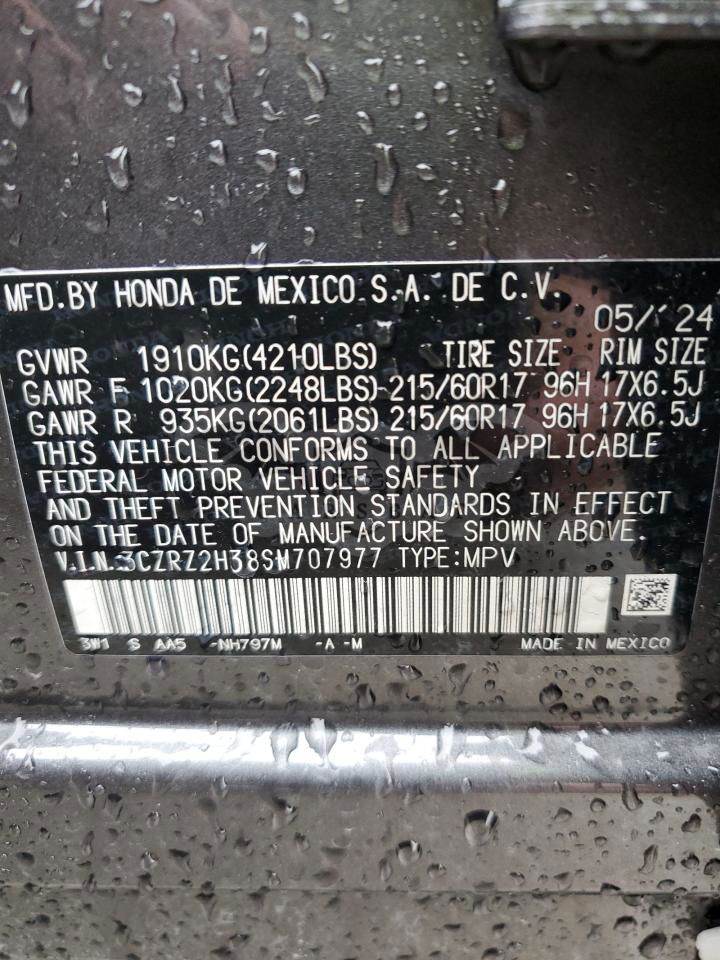 MFD.BY HONDA DE MEXICO S.A. DE C.V.
05/'24
GVWR 1910KG(4210LBS) TIRE SIZE RIM SIZE
GAWR F 1020KG(2248LBS) 215/60R17 96H 17X6.5J
GAWR R 935KG(2061LBS) 215/60R17 96H 17X6.5J
THIS VEHICLE CONFORMS TO ALL APPLICABLE
FEDERAL MOTOR VEHICLE SAFETY
AND THEFT PREVENTION STANDARDS IN EFFECT
ON THE DATE OF MANUFACTURE SHOWN ABOVE.
V.I.N.3CZRZ2H38SM707977 TYPE:MPV
3W1 S AA5 -NH797M -A -M MADE IN MEXICO